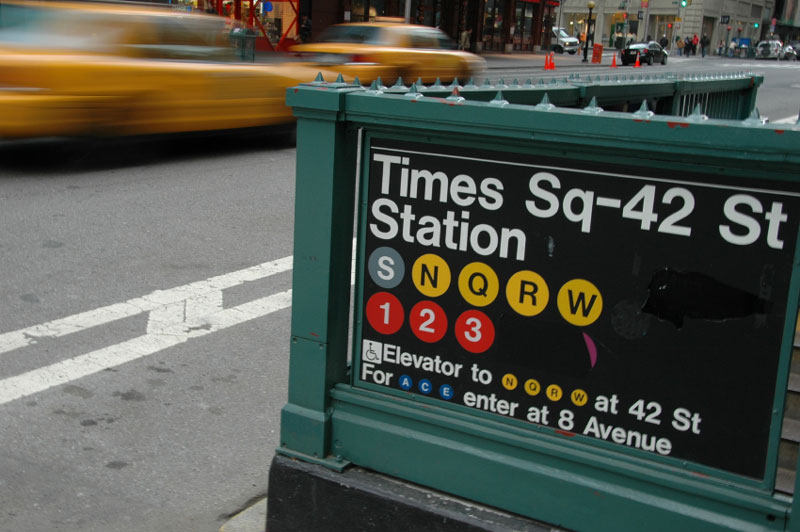 Times Sq-42 St
Station
S N Q R W
1 2 3
Elevator to N Q R W at 42 St
For A C E enter at 8 Avenue